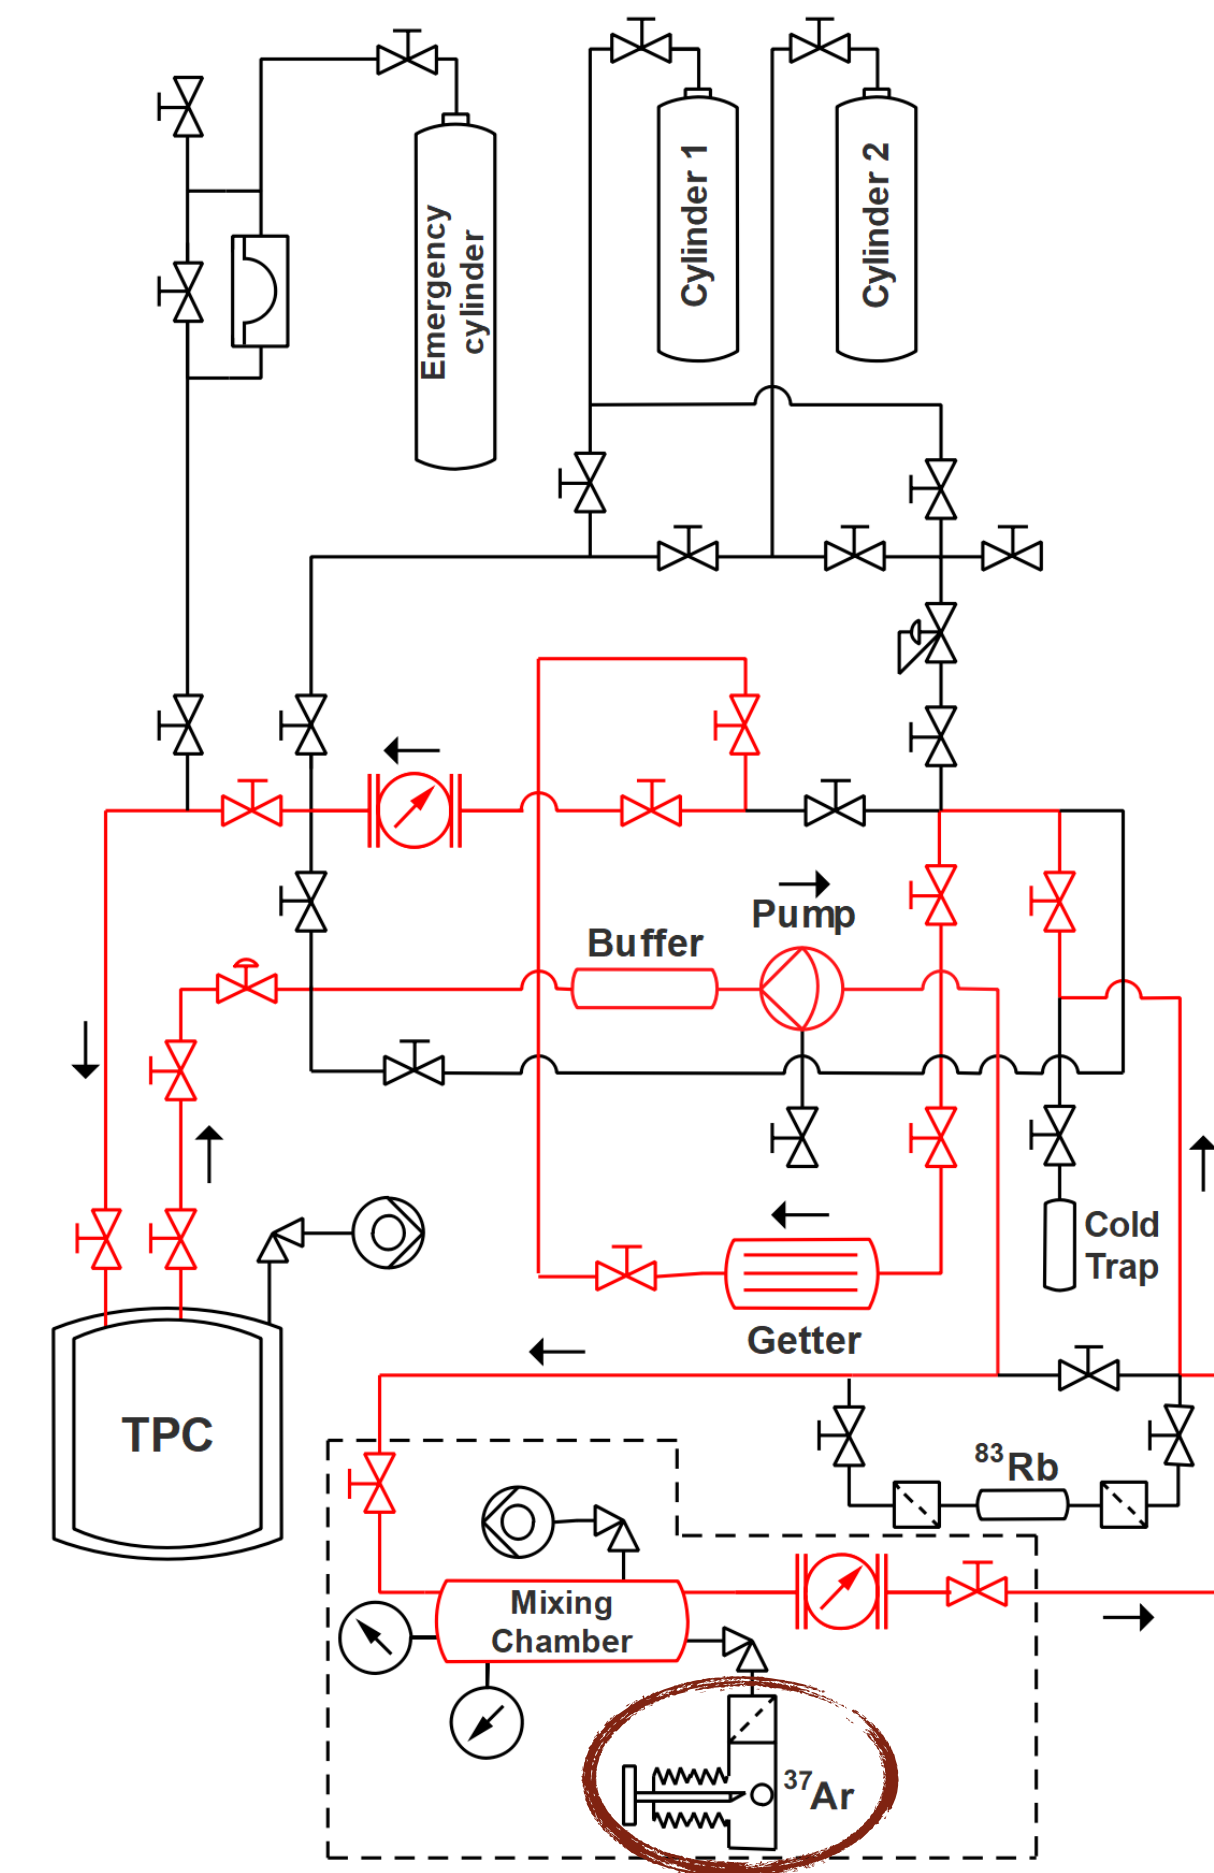 Emergency
cylinder
Cylinder 1
Cylinder 2
Pump
Buffer
Cold
Trap
Getter
TPC
⁸³Rb
Mixing
Chamber
³⁷Ar